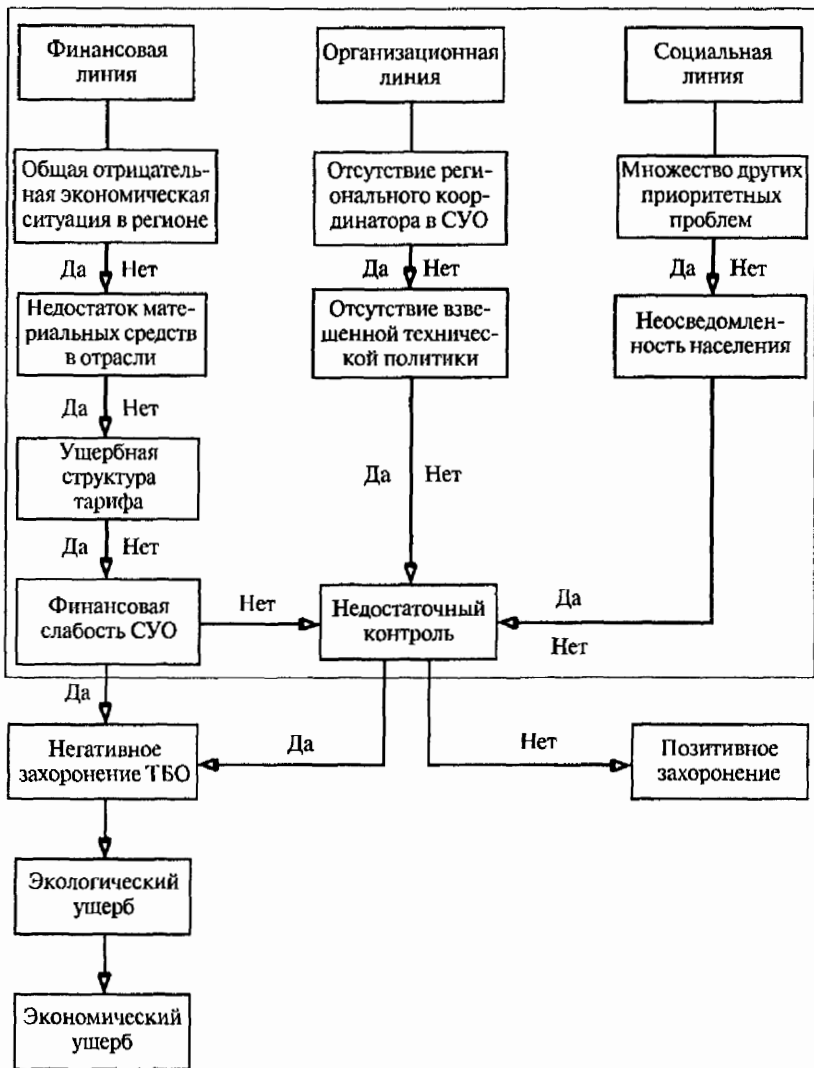 Финансовая
линия
Организационная
линия
Социальная
линия
Общая отрицатель-
ная экономическая
ситуация в регионе
Отсутствие реги-
онального коор-
динатора в СУО
Множество других
приоритетных
проблем
Да Нет
Да Нет
Да Нет
Недостаток мате-
риальных средств
в отрасли
Отсутствие взве-
шенной техничес-
кой политики
Неосведомлен-
ность населения
Да Нет
Ущербная
структура
тарифа
Да Нет
Да Нет
Финансовая
слабость СУО
Нет
Недостаточный
контроль
Да
Нет
Да
Негативное
захоронение ТБО
Да
Нет
Позитивное
захоронение
Экологический
ущерб
Экономический
ущерб